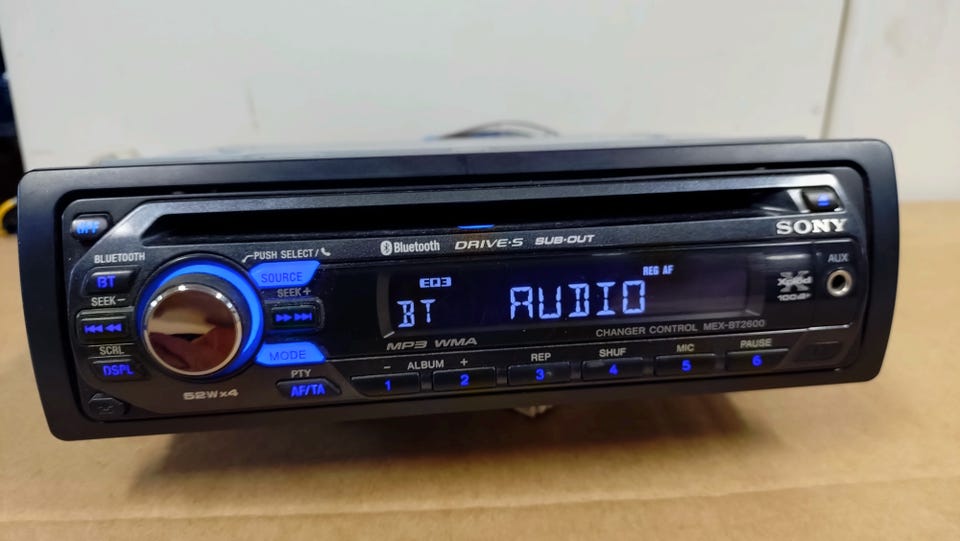 OFF
SONY
BLUETOOTH
PUSH SELECT /
Bluetooth DRIVE•S SUB•OUT
AUX
BT
SOURCE
EQ3
REG AF
Xplod
SEEK−
SEEK+
BT AUDIO
SCRL
MODE
MP3 WMA
CHANGER CONTROL MEX-BT2600
DSPL
PTY
− ALBUM +
REP
SHUF
MIC
PAUSE
52W x4
AF/TA
1 2 3 4 5 6